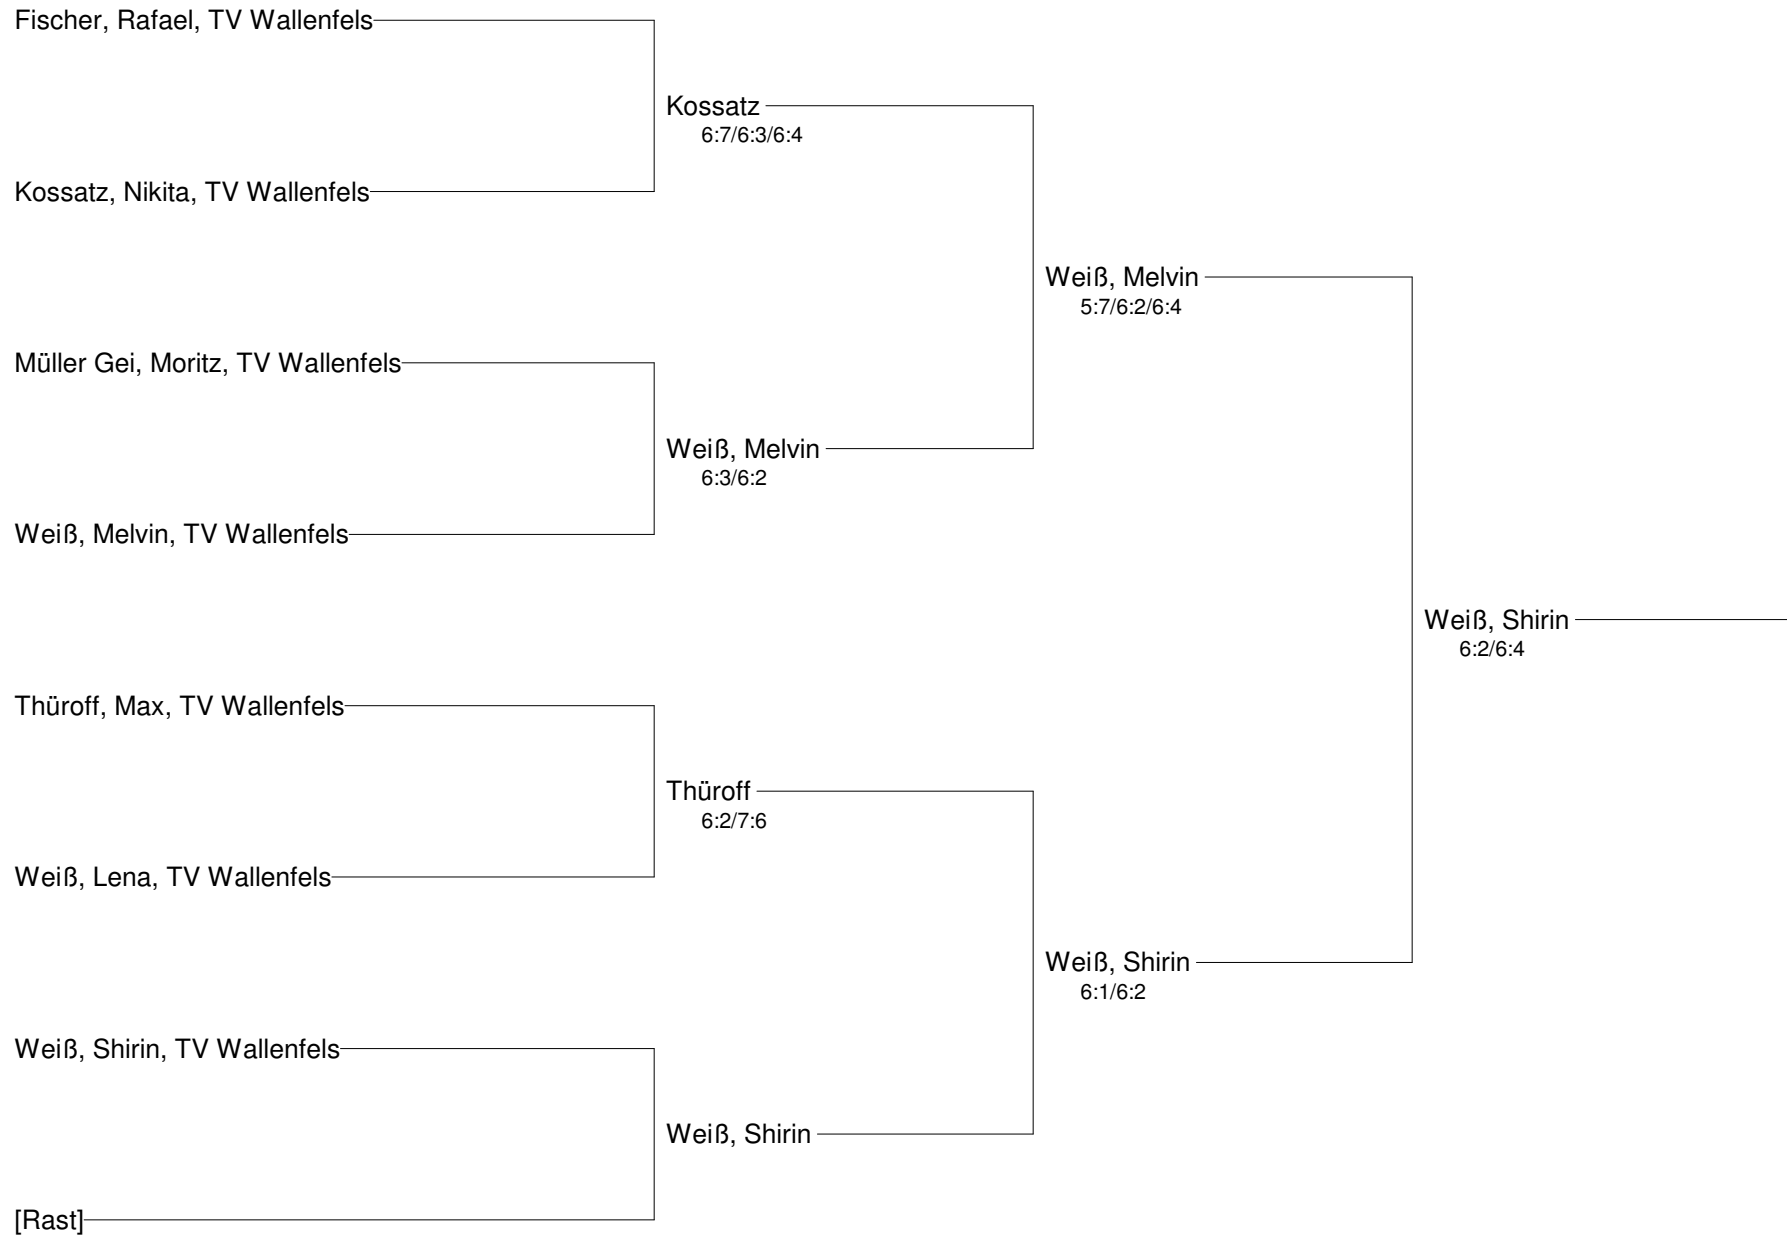 Fischer, Rafael, TV Wallenfels
Kossatz
6:7/6:3/6:4
Kossatz, Nikita, TV Wallenfels
Weiß, Melvin
5:7/6:2/6:4
Müller Gei, Moritz, TV Wallenfels
Weiß, Melvin
6:3/6:2
Weiß, Melvin, TV Wallenfels
Weiß, Shirin
6:2/6:4
Thüroff, Max, TV Wallenfels
Thüroff
6:2/7:6
Weiß, Lena, TV Wallenfels
Weiß, Shirin
6:1/6:2
Weiß, Shirin, TV Wallenfels
Weiß, Shirin
[Rast]